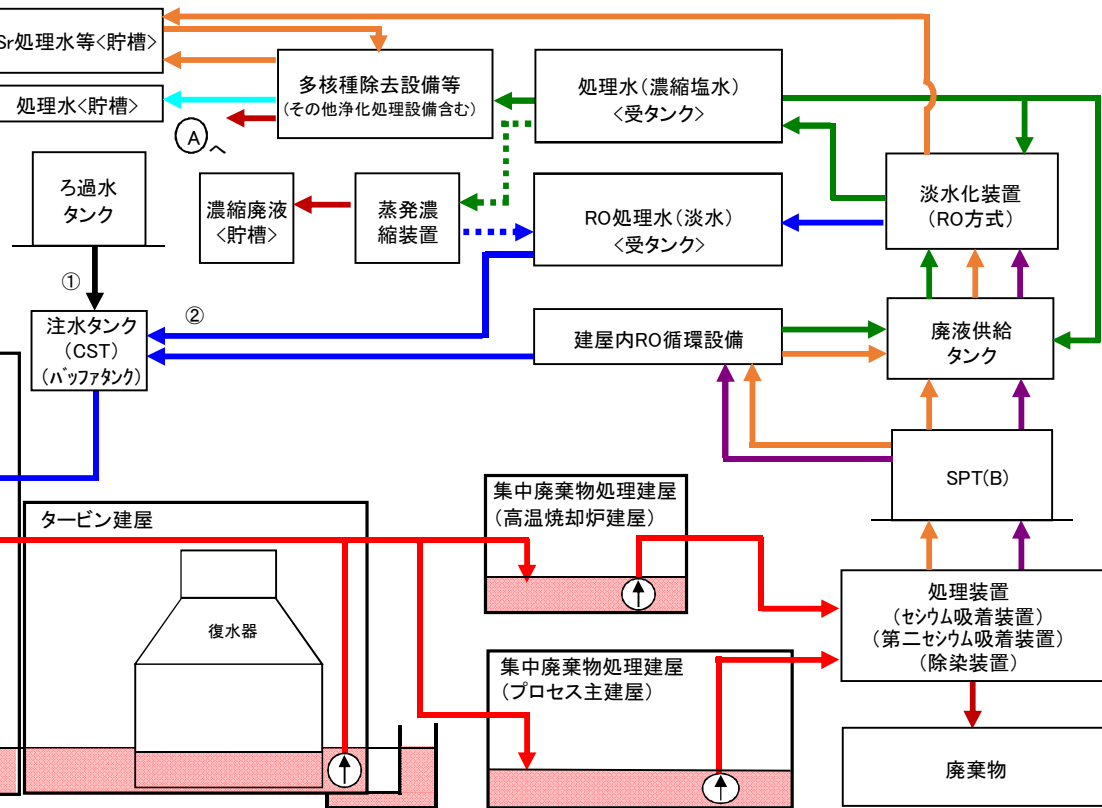 Sr処理水等<貯槽>
多核種除去設備等
(その他浄化処理設備含む)
処理水(濃縮塩水)
<受タンク>
処理水<貯槽>
Aへ
ろ過水
タンク
濃縮廃液
<貯槽>
蒸発濃
縮装置
RO処理水(淡水)
<受タンク>
淡水化装置
(RO方式)
①
②
注水タンク
(CST)
(バッファタンク)
建屋内RO循環設備
廃液供給
タンク
SPT(B)
集中廃棄物処理建屋
(高温焼却炉建屋)
タービン建屋
復水器
処理装置
(セシウム吸着装置)
(第二セシウム吸着装置)
(除染装置)
集中廃棄物処理建屋
(プロセス主建屋)
廃棄物